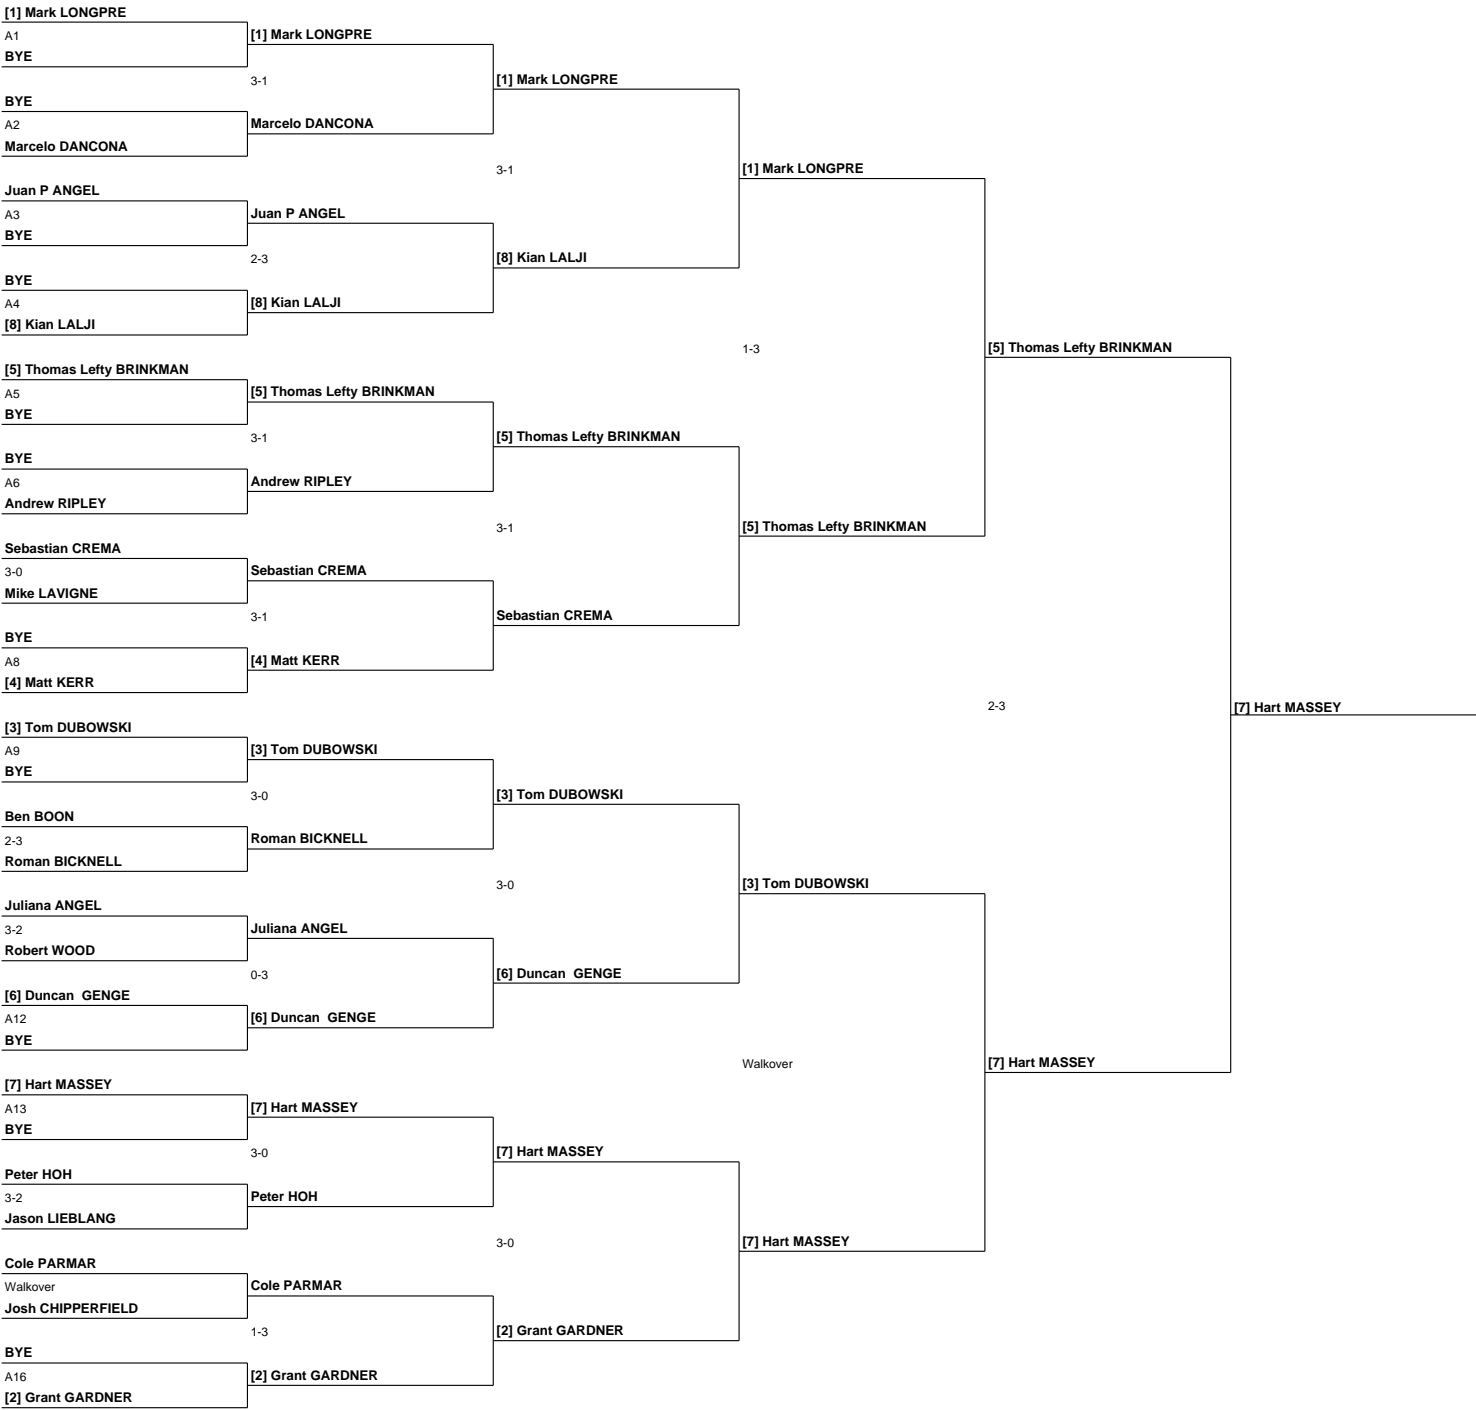 [1] Mark LONGPRE
A1
BYE
BYE
A2
Marcelo DANCONA
Juan P ANGEL
A3
BYE
BYE
A4
[8] Kian LALJI
[5] Thomas Lefty BRINKMAN
A5
BYE
BYE
A6
Andrew RIPLEY
Sebastian CREMA
3-0
Mike LAVIGNE
BYE
A8
[4] Matt KERR
[3] Tom DUBOWSKI
A9
BYE
Ben BOON
2-3
Roman BICKNELL
Juliana ANGEL
3-2
Robert WOOD
[6] Duncan  GENGE
A12
BYE
[7] Hart MASSEY
A13
BYE
Peter HOH
3-2
Jason LIEBLANG
Cole PARMAR
Walkover
Josh CHIPPERFIELD
BYE
A16
[2] Grant GARDNER
[1] Mark LONGPRE
3-1
Marcelo DANCONA
Juan P ANGEL
2-3
[8] Kian LALJI
[5] Thomas Lefty BRINKMAN
3-1
Andrew RIPLEY
Sebastian CREMA
3-1
[4] Matt KERR
[3] Tom DUBOWSKI
3-0
Roman BICKNELL
Juliana ANGEL
0-3
[6] Duncan  GENGE
[7] Hart MASSEY
3-0
Peter HOH
Cole PARMAR
1-3
[2] Grant GARDNER
[1] Mark LONGPRE
3-1
[8] Kian LALJI
[5] Thomas Lefty BRINKMAN
3-1
Sebastian CREMA
[3] Tom DUBOWSKI
3-0
[6] Duncan  GENGE
[7] Hart MASSEY
3-0
[2] Grant GARDNER
[1] Mark LONGPRE
1-3
[5] Thomas Lefty BRINKMAN
[3] Tom DUBOWSKI
Walkover
[7] Hart MASSEY
[5] Thomas Lefty BRINKMAN
2-3
[7] Hart MASSEY
[7] Hart MASSEY